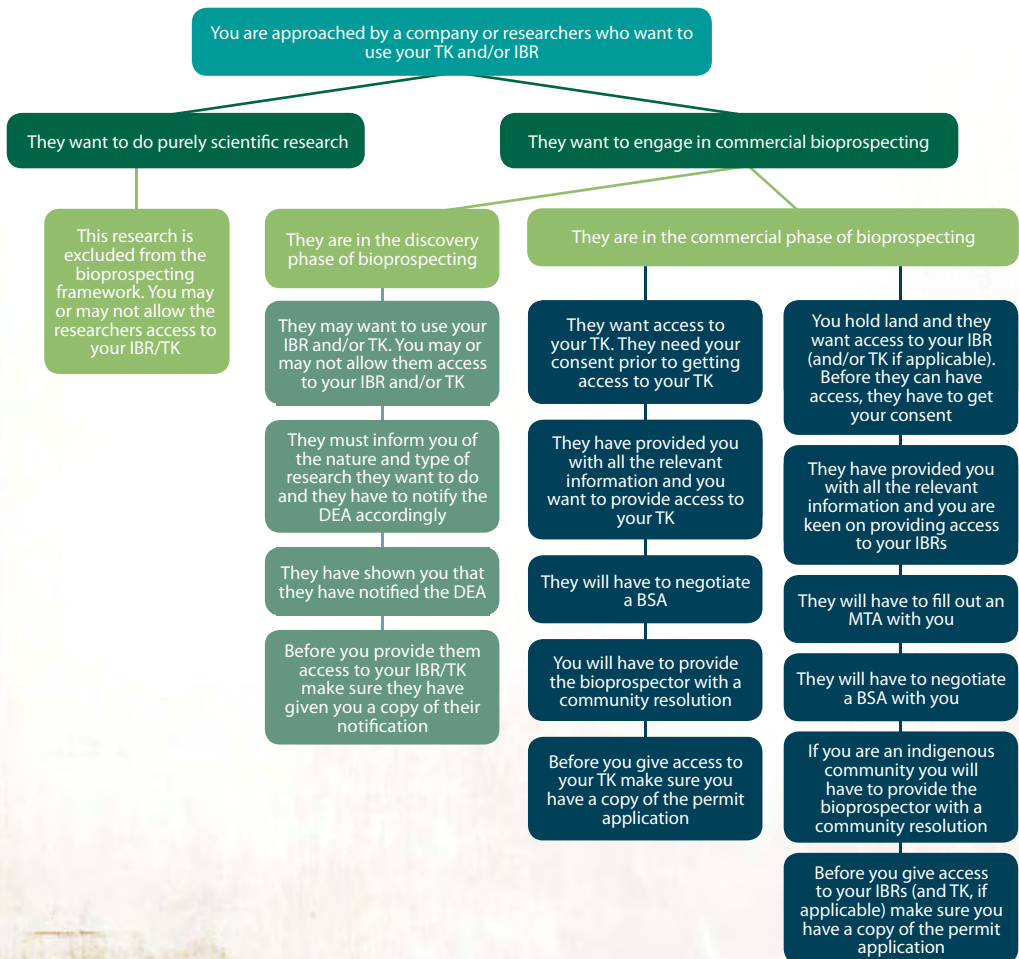 You are approached by a company or researchers who want to
use your TK and/or IBR
They want to do purely scientific research
They want to engage in commercial bioprospecting
This research is
excluded from the
bioprospecting
framework. You may
or may not allow the
researchers access to
your IBR/TK
They are in the discovery
phase of bioprospecting
They may want to use your
IBR and/or TK. You may or
may not allow them access
to your IBR and/or TK
They must inform you of
the nature and type of
research they want to do
and they have to notify the
DEA accordingly
They have shown you that
they have notified the DEA
Before you provide them
access to your IBR/TK
make sure they have
given you a copy of their
notification
They are in the commercial phase of bioprospecting
They want access to
your TK. They need your
consent prior to getting
access to your TK
They have provided you
with all the relevant
information and you
want to provide access to
your TK
They will have to negotiate
a BSA
You will have to provide
the bioprospector with a
community resolution
Before you give access to
your TK make sure you
have a copy of the permit
application
You hold land and they
want access to your IBR
(and/or TK if applicable).
Before they can have
access, they have to get
your consent
They have provided you
with all the relevant
information and you are
keen on providing access
to your IBRs
They will have to fill out an
MTA with you
They will have to negotiate
a BSA with you
If you are an indigenous
community you will
have to provide the
bioprospector with a
community resolution
Before you give access
to your IBRs (and TK, if
applicable) make sure you
have a copy of the permit
application